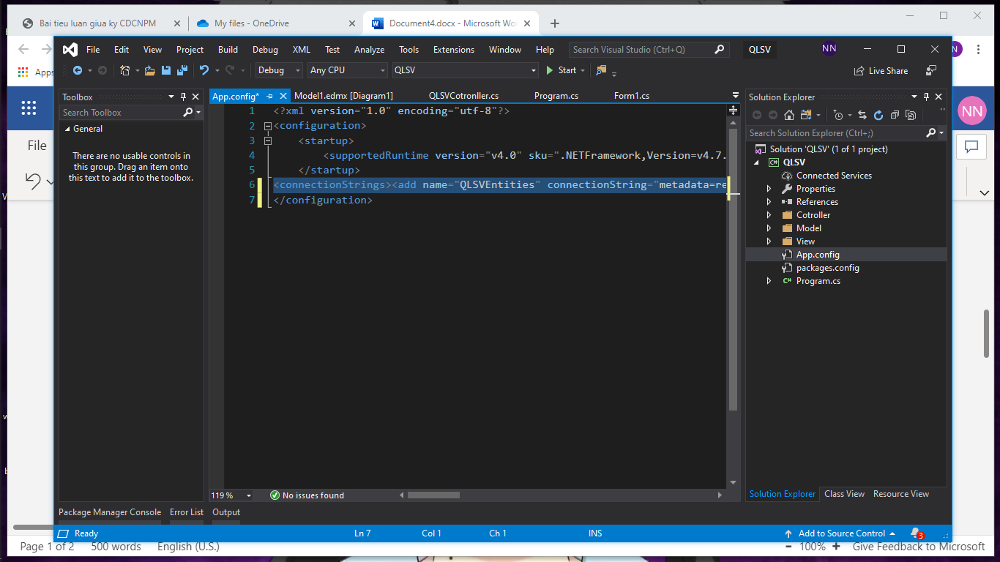 Bai tieu luan giua ky CDCNPM
My files - OneDrive
Document4.docx - Microsoft Wo
Apps
File
Edit
View
Project
Build
Debug
XML
Test
Analyze
Tools
Extensions
Window
Help
Search Visual Studio (Ctrl+Q)
QLSV
NN
Debug
Any CPU
QLSV
Start
Live Share
Toolbox
Search Toolbox
General
There are no usable controls in
this group. Drag an item onto
this text to add it to the toolbox.
App.config*
Model1.edmx [Diagram1]
QLSVCotronller.cs
Program.cs
Form1.cs
1 <?xml version="1.0" encoding="utf-8"?>
2 <configuration>
3 <startup>
4 <supportedRuntime version="v4.0" sku=".NETFramework,Version=v4.7.
5 </startup>
6 <connectionStrings><add name="QLSVEntities" connectionString="metadata=re
7 </configuration>
119 %
No issues found
Solution Explorer
Search Solution Explorer (Ctrl+;)
Solution 'QLSV' (1 of 1 project)
QLSV
Connected Services
Properties
References
Cotroller
Model
View
App.config
packages.config
Program.cs
Solution Explorer
Class View
Resource View
NN
File
Package Manager Console
Error List
Output
Ready
Ln 7
Col 1
Ch 1
INS
Add to Source Control
3
Page 1 of 2
500 words
English (U.S.)
100%
Give Feedback to Microsoft